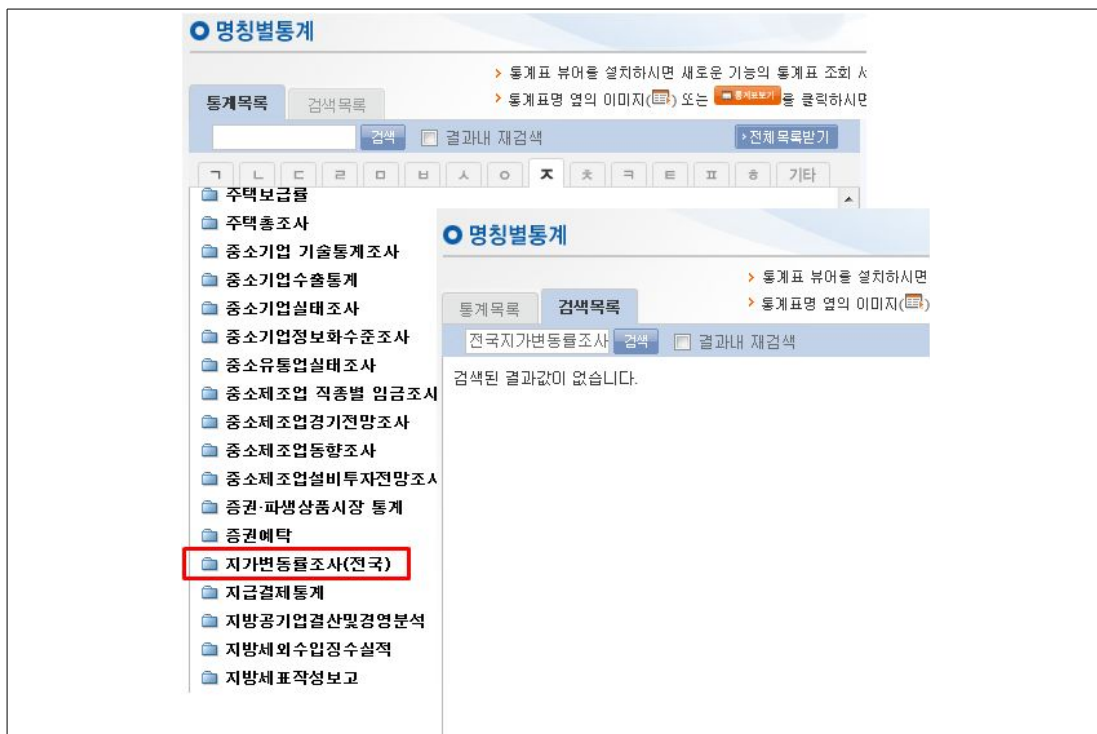 명칭별통계
> 통계표 뷰어를 설치하시면 새로운 기능의 통계표 조회 서
> 통계표명 옆의 이미지( ) 또는 통계표보기 를 클릭하시면
통계목록 검색목록
검색 결과내 재검색 >전체목록받기
ㄱ ㄴ ㄷ ㄹ ㅁ ㅂ ㅅ ㅇ ㅈ ㅊ ㅋ ㅌ ㅍ ㅎ 기타
주택보급률
주택총조사
중소기업 기술통계조사
중소기업수출통계
중소기업실태조사
중소기업정보화수준조사
중소유통업실태조사
중소제조업 직종별 임금조사
중소제조업경기전망조사
중소제조업동향조사
중소제조업설비투자전망조사
증권·파생상품시장 통계
증권예탁
지가변동률조사(전국)
지급결제통계
지방공기업결산및경영분석
지방세외수입징수실적
지방세표작성보고
명칭별통계
> 통계표 뷰어를 설치하시면
> 통계표명 옆의 이미지( )
통계목록 검색목록
전국지가변동률조사 검색 결과내 재검색
검색된 결과값이 없습니다.